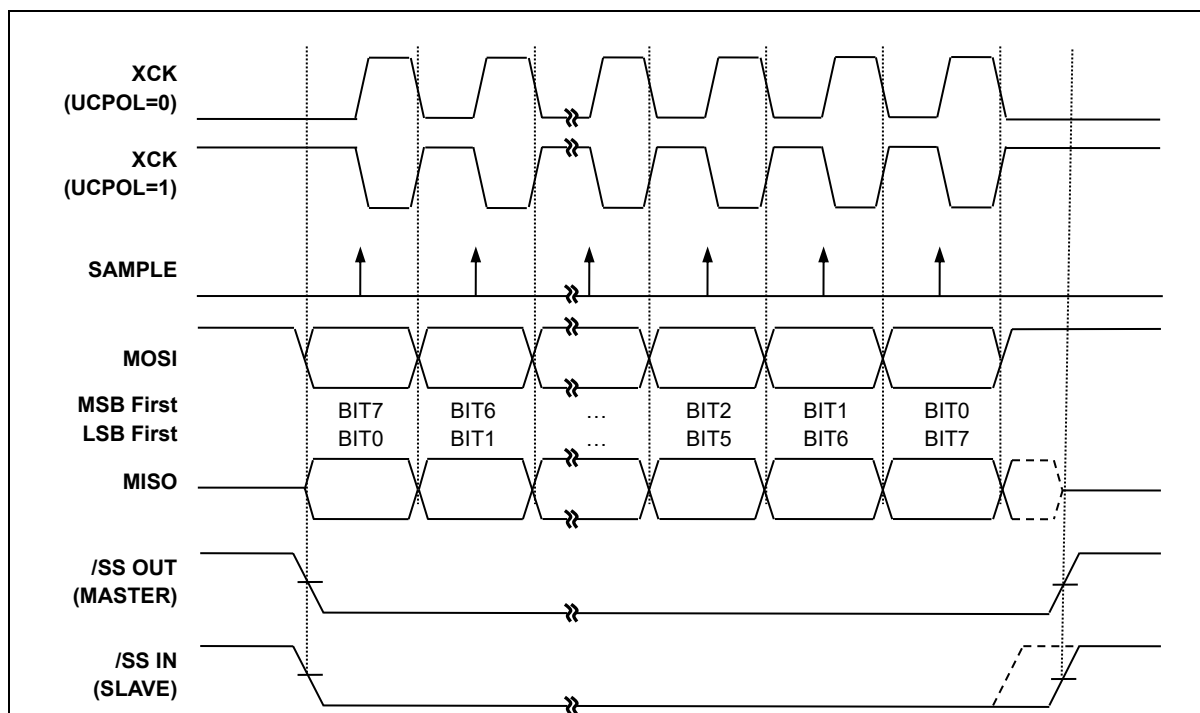 XCK
(UCPOL=0)
XCK
(UCPOL=1)
SAMPLE
MOSI
MSB First BIT7 BIT6 … BIT2 BIT1 BIT0
LSB First BIT0 BIT1 … BIT5 BIT6 BIT7
MISO
/SS OUT
(MASTER)
/SS IN
(SLAVE)